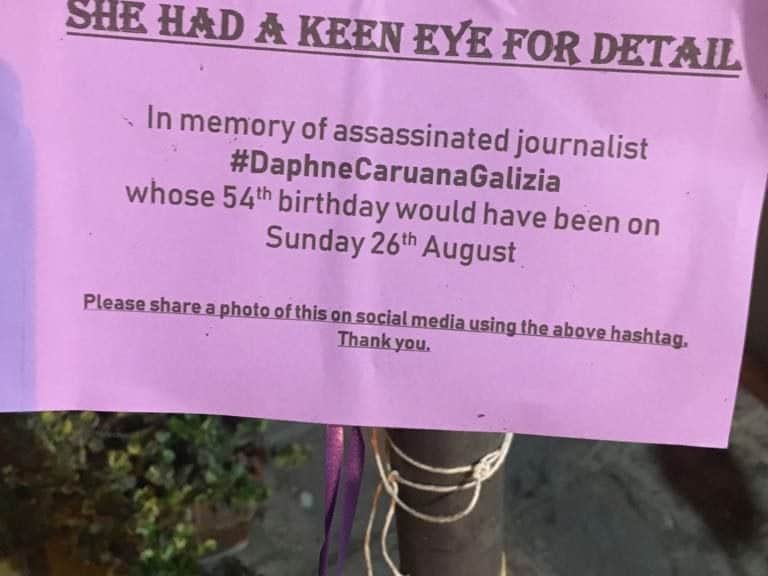 SHE HAD A KEEN EYE FOR DETAIL
In memory of assassinated journalist
#DaphneCaruanaGalizia
whose 54th birthday would have been on
Sunday 26th August
Please share a photo of this on social media using the above hashtag.
Thank you.